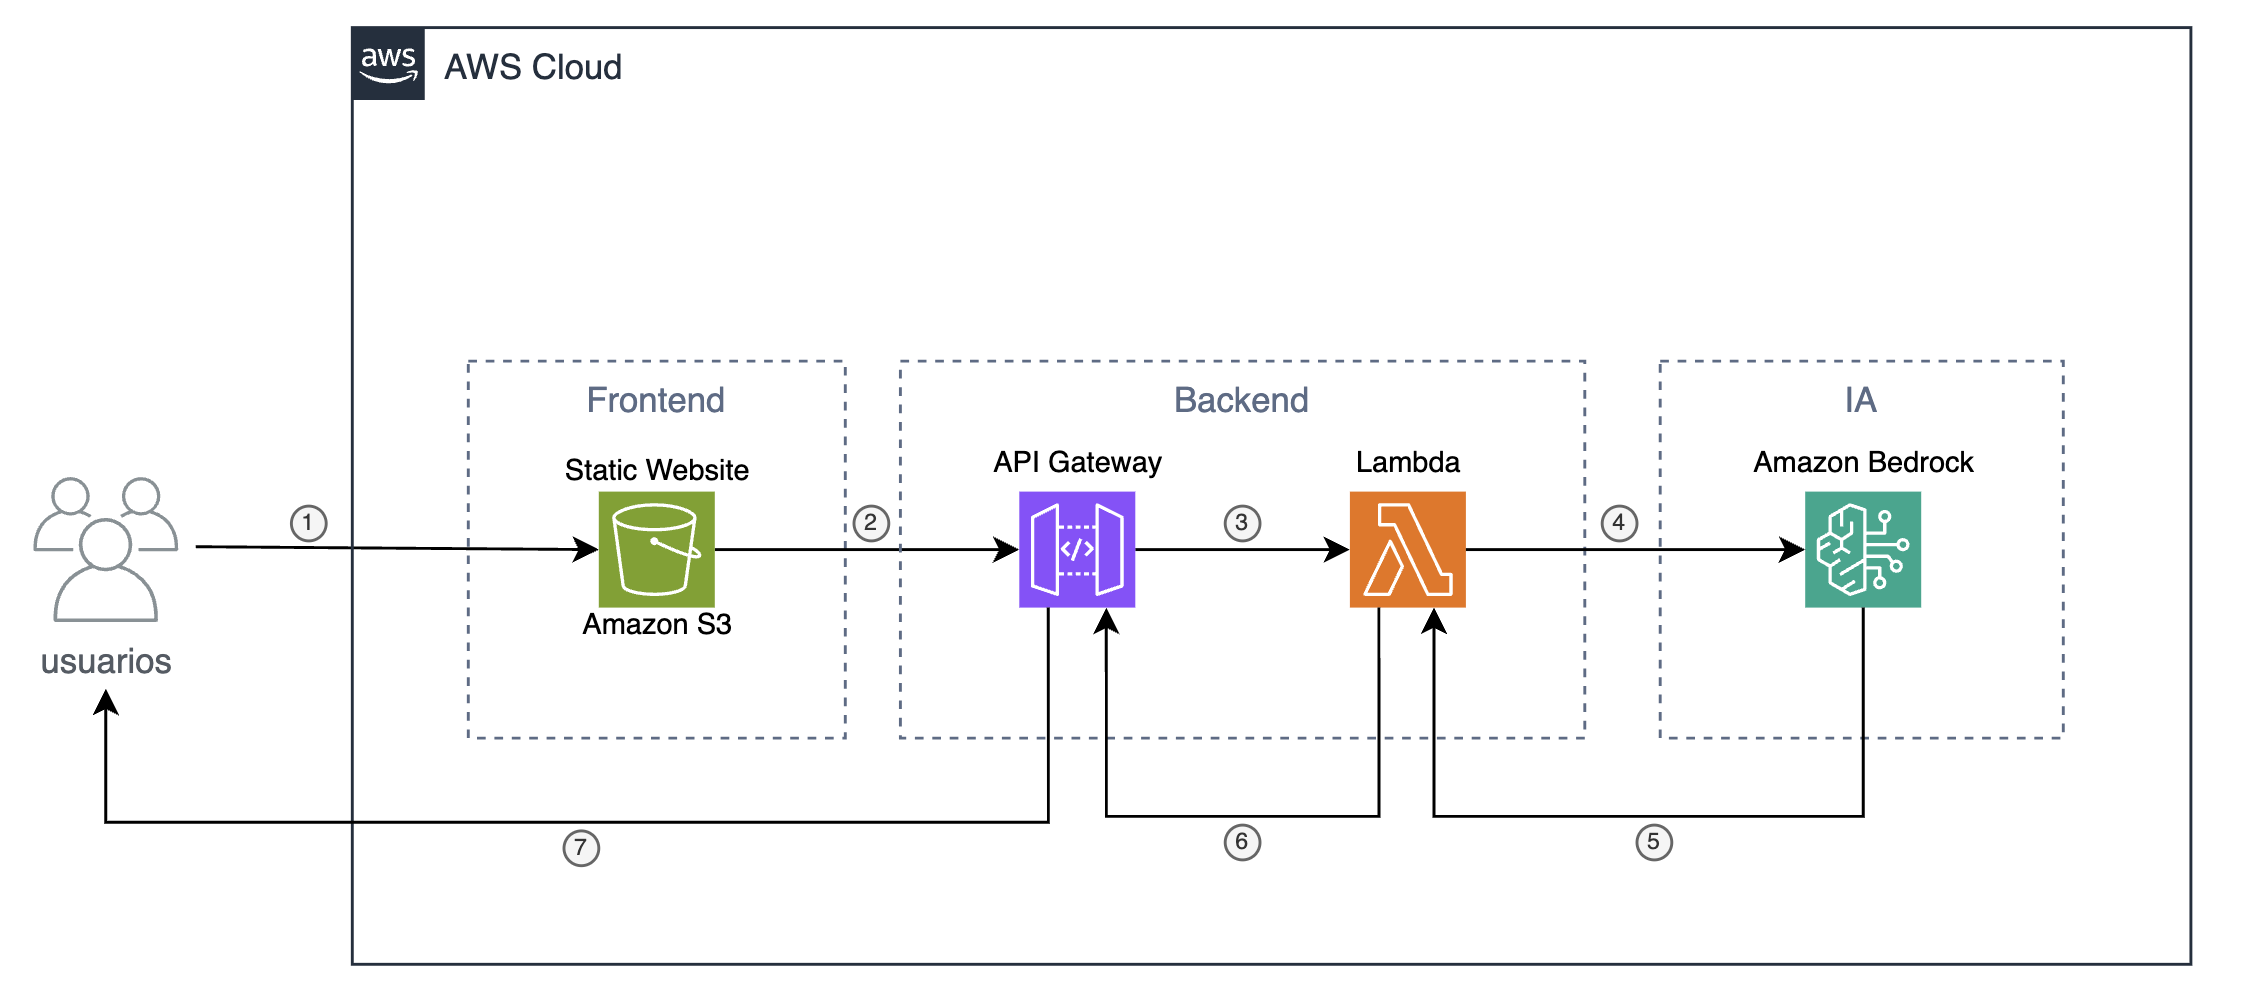 aws
AWS Cloud
Frontend
Backend
IA
Static Website
API Gateway
Lambda
Amazon Bedrock
1
2
3
4
Amazon S3
usuarios
7
6
5